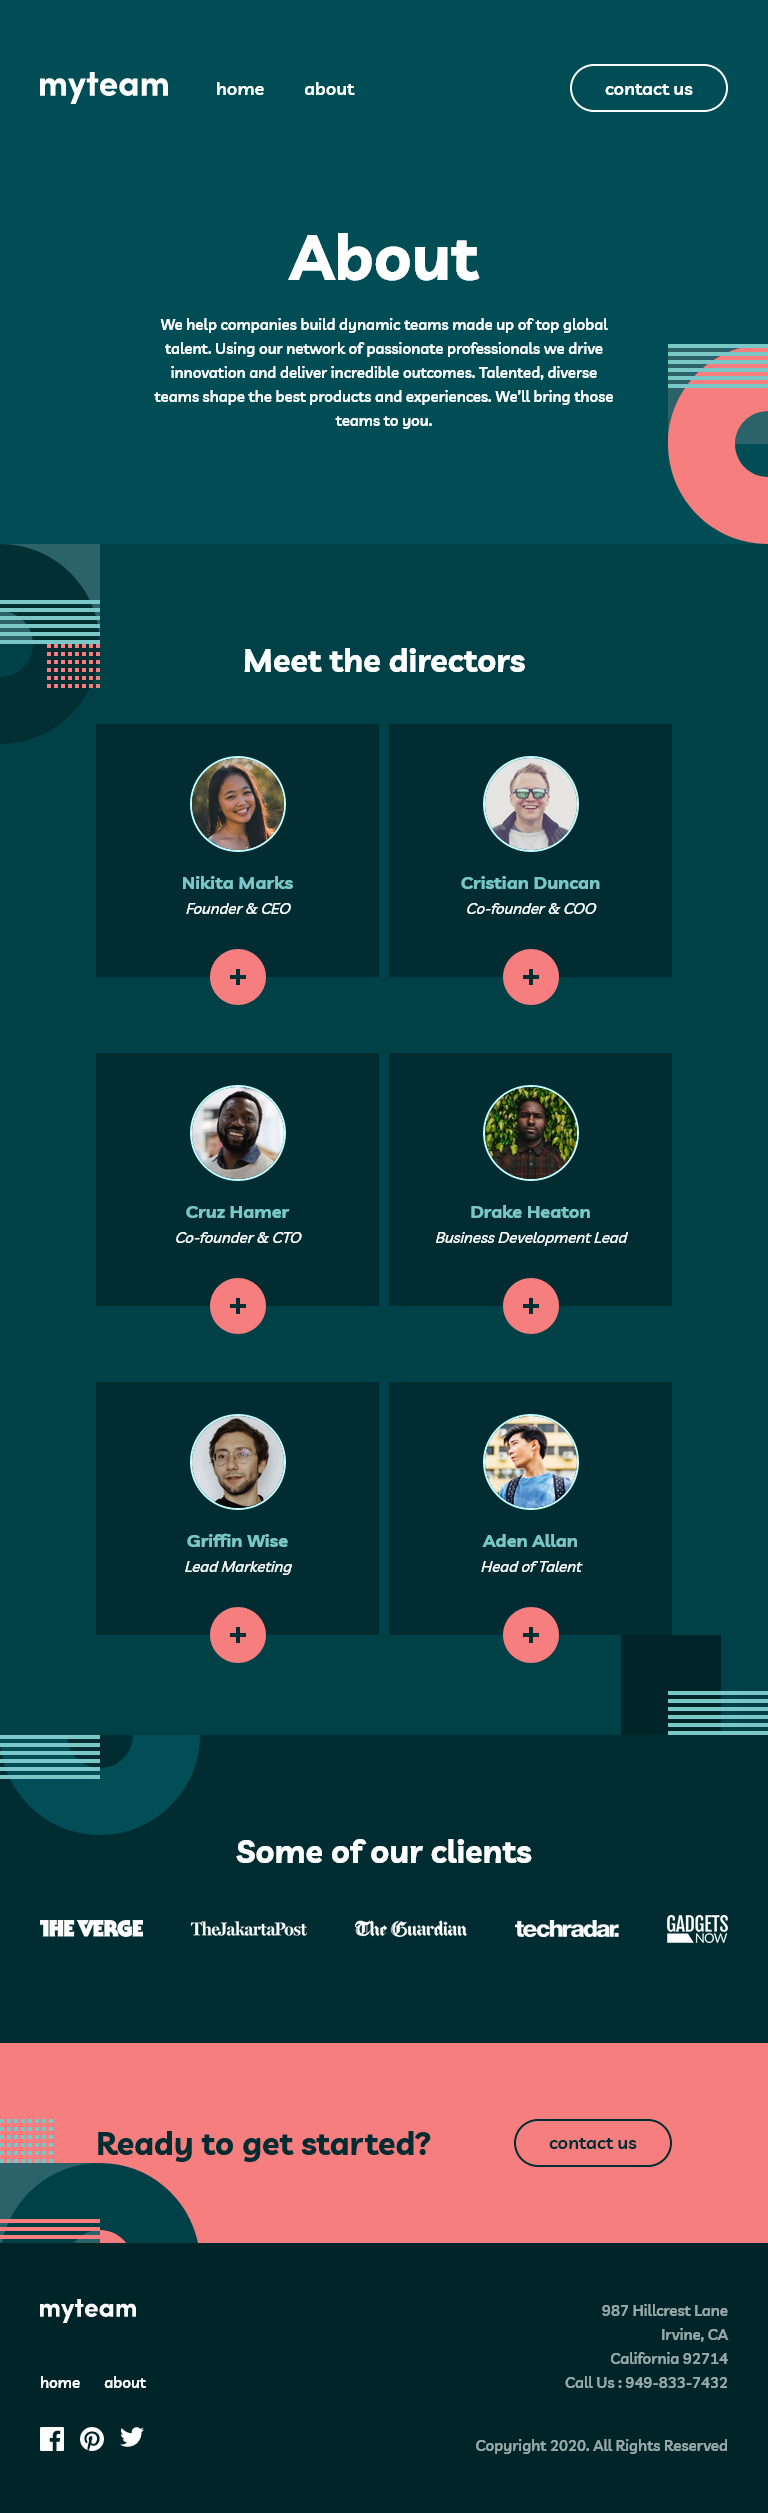 myteam
home
about
contact us
About
We help companies build dynamic teams made up of top global
talent. Using our network of passionate professionals we drive
innovation and deliver incredible outcomes. Talented, diverse
teams shape the best products and experiences. We'll bring those
teams to you.
Meet the directors
Nikita Marks
Founder & CEO
+
Cristian Duncan
Co-founder & COO
+
Cruz Hamer
Co-founder & CTO
+
Drake Heaton
Business Development Lead
+
Griffin Wise
Lead Marketing
+
Aden Allan
Head of Talent
+
Some of our clients
THE VERGE
TheJakartaPost
The Guardian
techradar.
GADGETS
NOW
Ready to get started?
contact us
myteam
home
about
987 Hillcrest Lane
Irvine, CA
California 92714
Call Us : 949-833-7432
Copyright 2020. All Rights Reserved